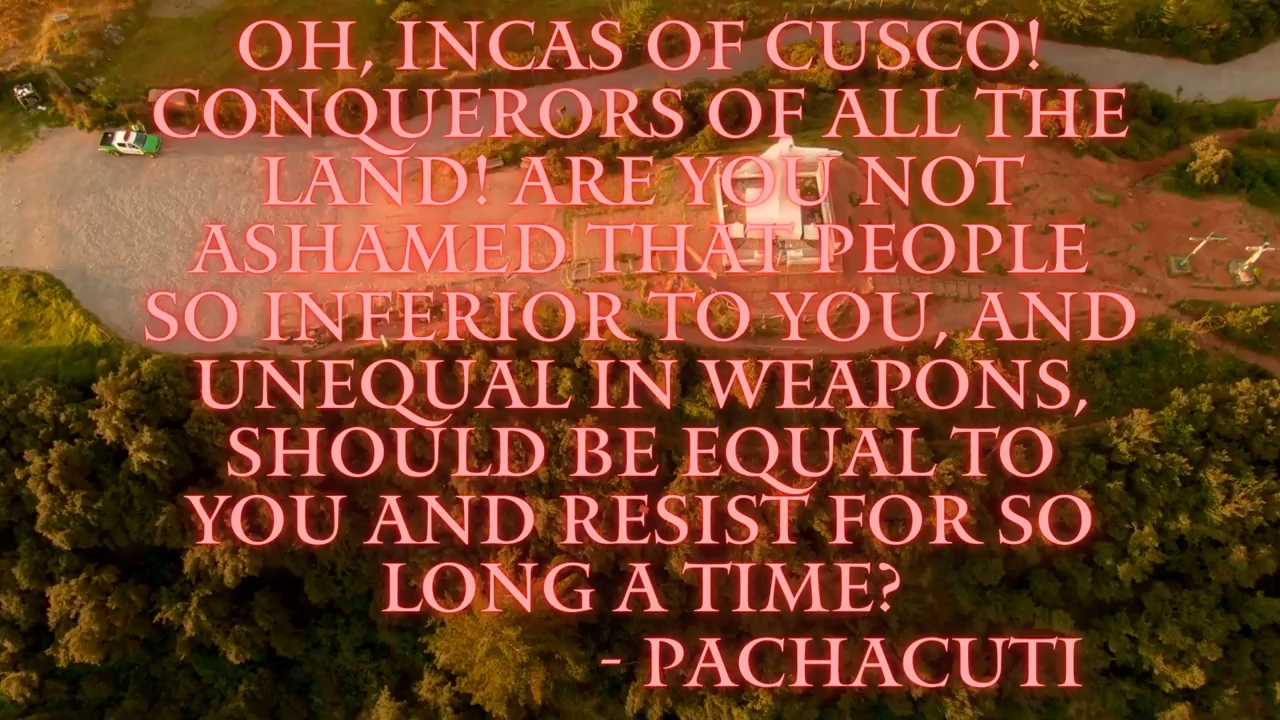 OH, INCAS OF CUSCO!
CONQUERORS OF ALL THE
LAND! ARE YOU NOT
ASHAMED THAT PEOPLE
SO INFERIOR TO YOU, AND
UNEQUAL IN WEAPONS,
SHOULD BE EQUAL TO
YOU AND RESIST FOR SO
LONG A TIME?
- PACHACUTI